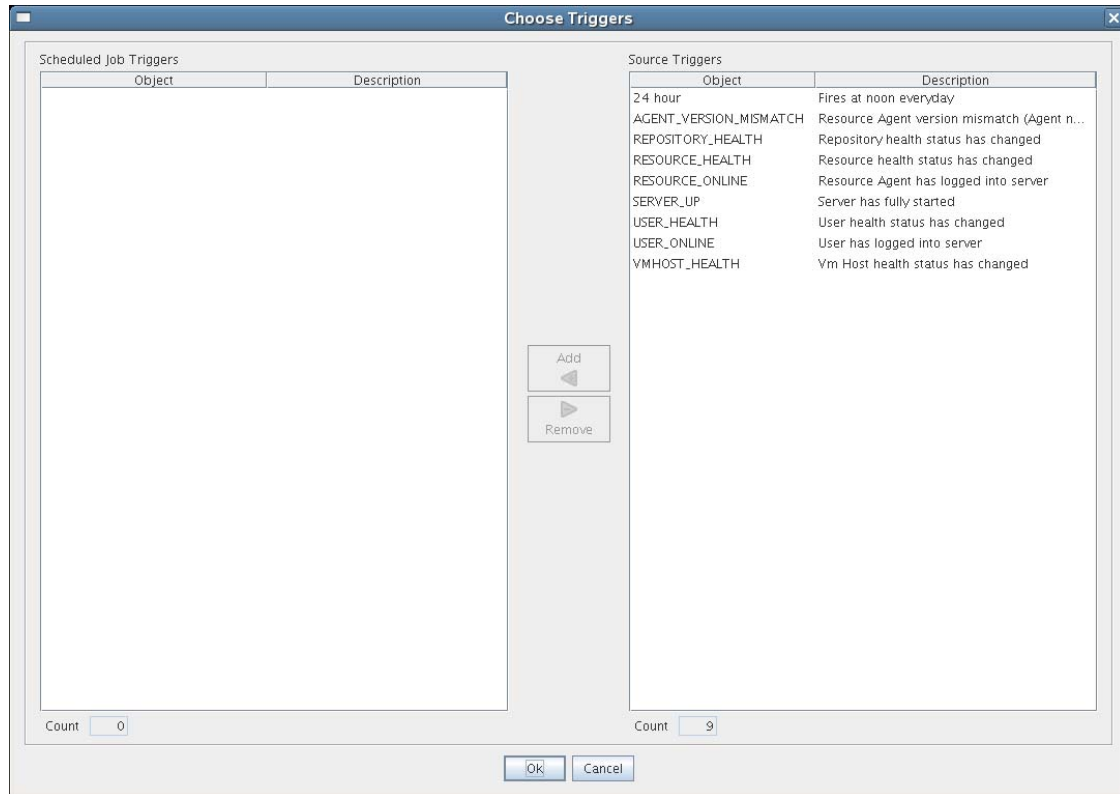 Choose Triggers
Scheduled Job Triggers
Object Description
Count 0
Add
Remove
Source Triggers
Object Description
24 hour Fires at noon everyday
AGENT_VERSION_MISMATCH Resource Agent version mismatch (Agent n...
REPOSITORY_HEALTH Repository health status has changed
RESOURCE_HEALTH Resource health status has changed
RESOURCE_ONLINE Resource Agent has logged into server
SERVER_UP Server has fully started
USER_HEALTH User health status has changed
USER_ONLINE User has logged into server
VMHOST_HEALTH Vm Host health status has changed
Count 9
Ok Cancel